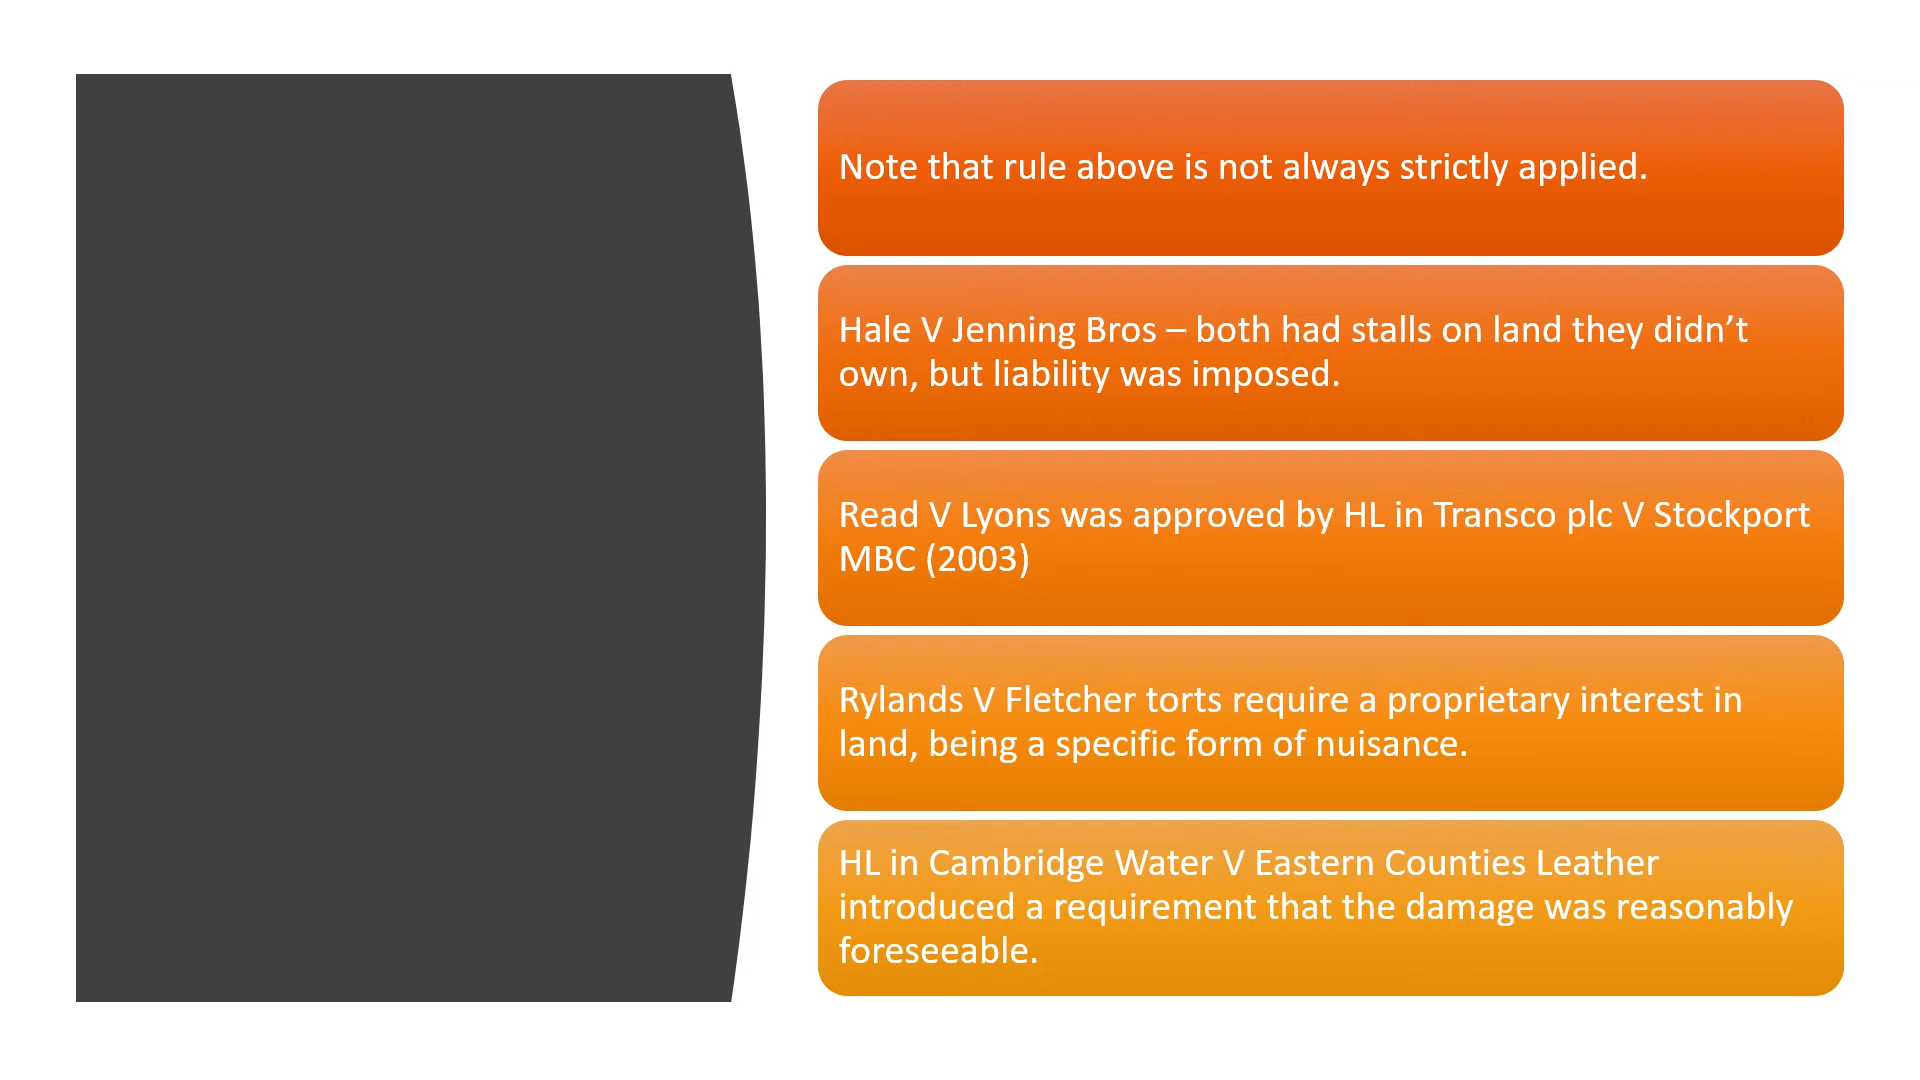 Note that rule above is not always strictly applied.
Hale V Jenning Bros – both had stalls on land they didn’t
own, but liability was imposed.
Read V Lyons was approved by HL in Transco plc V Stockport
MBC (2003)
Rylands V Fletcher torts require a proprietary interest in
land, being a specific form of nuisance.
HL in Cambridge Water V Eastern Counties Leather
introduced a requirement that the damage was reasonably
foreseeable.